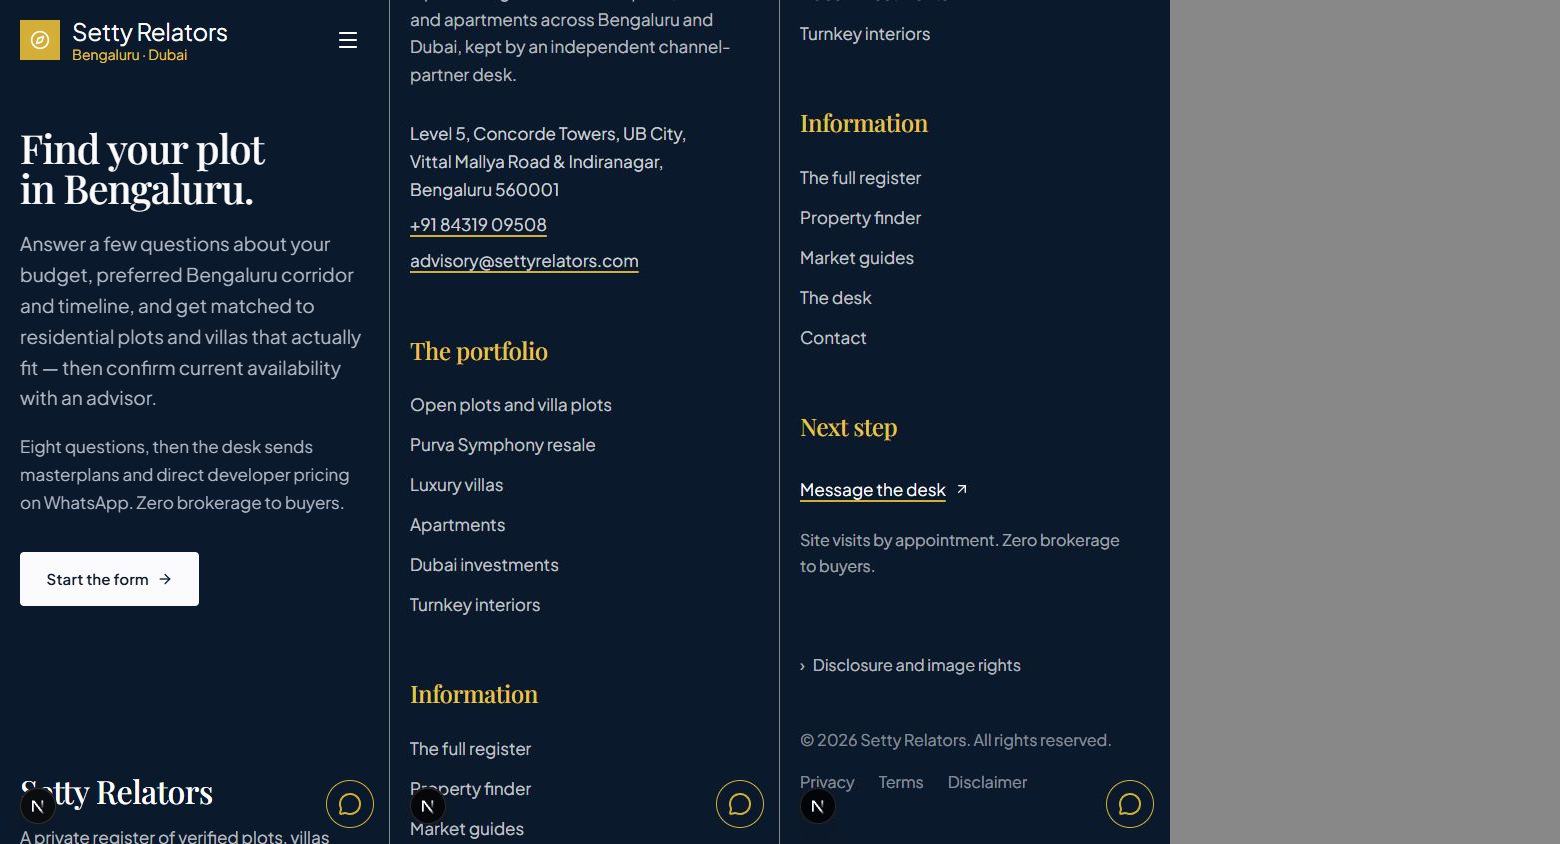 Setty Relators
Bengaluru · Dubai
Find your plot
in Bengaluru.
Answer a few questions about your
budget, preferred Bengaluru corridor
and timeline, and get matched to
residential plots and villas that actually
fit — then confirm current availability
with an advisor.
Eight questions, then the desk sends
masterplans and direct developer pricing
on WhatsApp. Zero brokerage to buyers.
Start the form →
Setty Relators
N
A private register of verified plots, villas
and apartments across Bengaluru and
Dubai, kept by an independent channel-
partner desk.
Level 5, Concorde Towers, UB City,
Vittal Mallya Road & Indiranagar,
Bengaluru 560001
+91 84319 09508
advisory@settyrelators.com
The portfolio
Open plots and villa plots
Purva Symphony resale
Luxury villas
Apartments
Dubai investments
Turnkey interiors
Information
The full register
Property finder
N
Market guides
Turnkey interiors
Information
The full register
Property finder
Market guides
The desk
Contact
Next step
Message the desk ↗
Site visits by appointment. Zero brokerage
to buyers.
› Disclosure and image rights
© 2026 Setty Relators. All rights reserved.
Privacy Terms Disclaimer
N